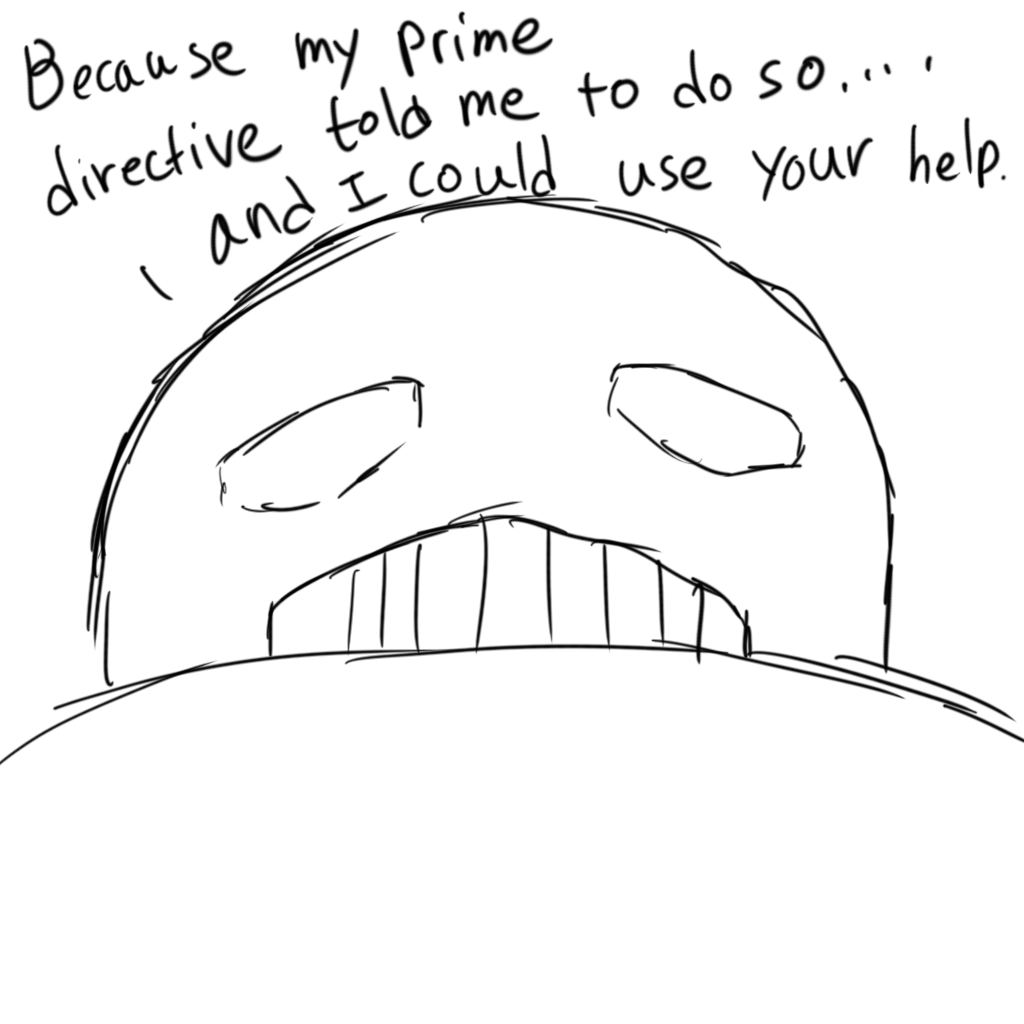 Because my prime
directive told me to do so....
and I could use your help.